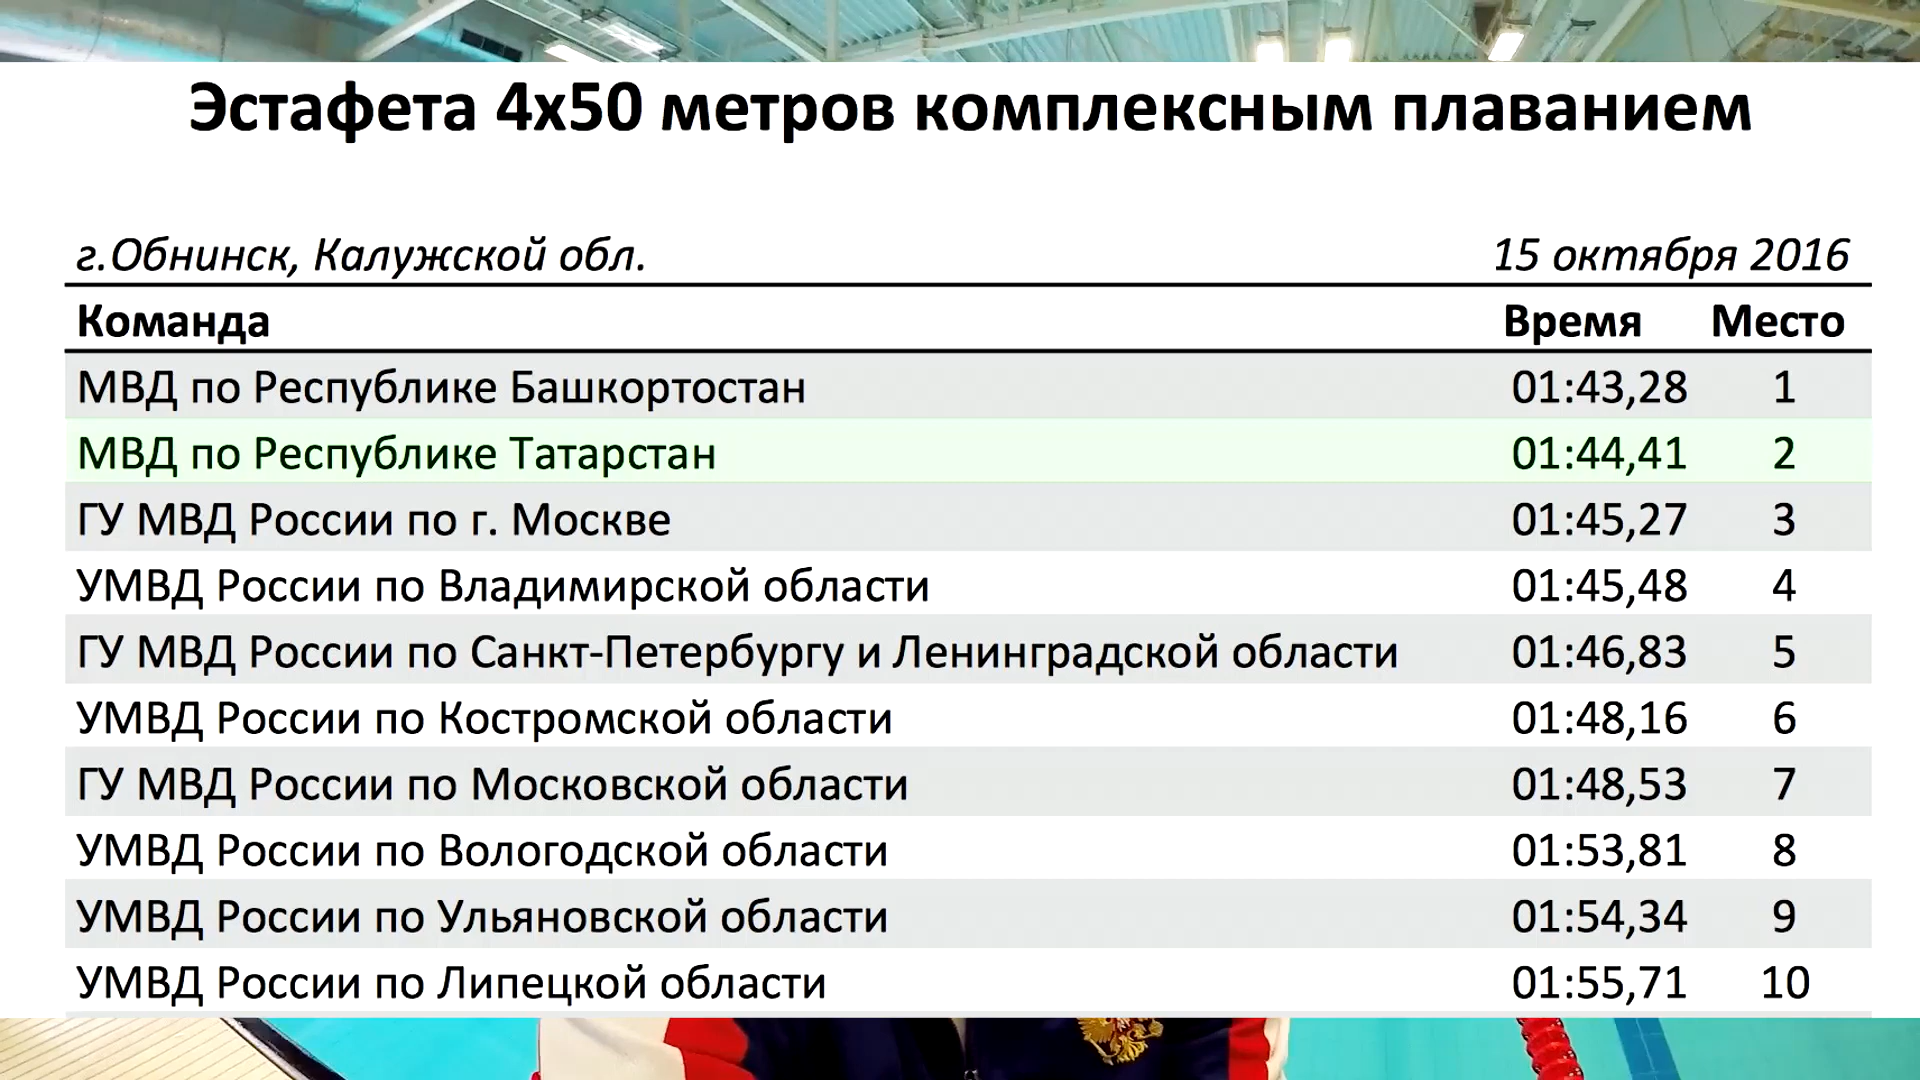 Эстафета 4х50 метров комплексным плаванием
г.Обнинск, Калужской обл. 15 октября 2016
Команда Время Место
МВД по Республике Башкортостан 01:43,28 1
МВД по Республике Татарстан 01:44,41 2
ГУ МВД России по г. Москве 01:45,27 3
УМВД России по Владимирской области 01:45,48 4
ГУ МВД России по Санкт-Петербургу и Ленинградской области 01:46,83 5
УМВД России по Костромской области 01:48,16 6
ГУ МВД России по Московской области 01:48,53 7
УМВД России по Вологодской области 01:53,81 8
УМВД России по Ульяновской области 01:54,34 9
УМВД России по Липецкой области 01:55,71 10